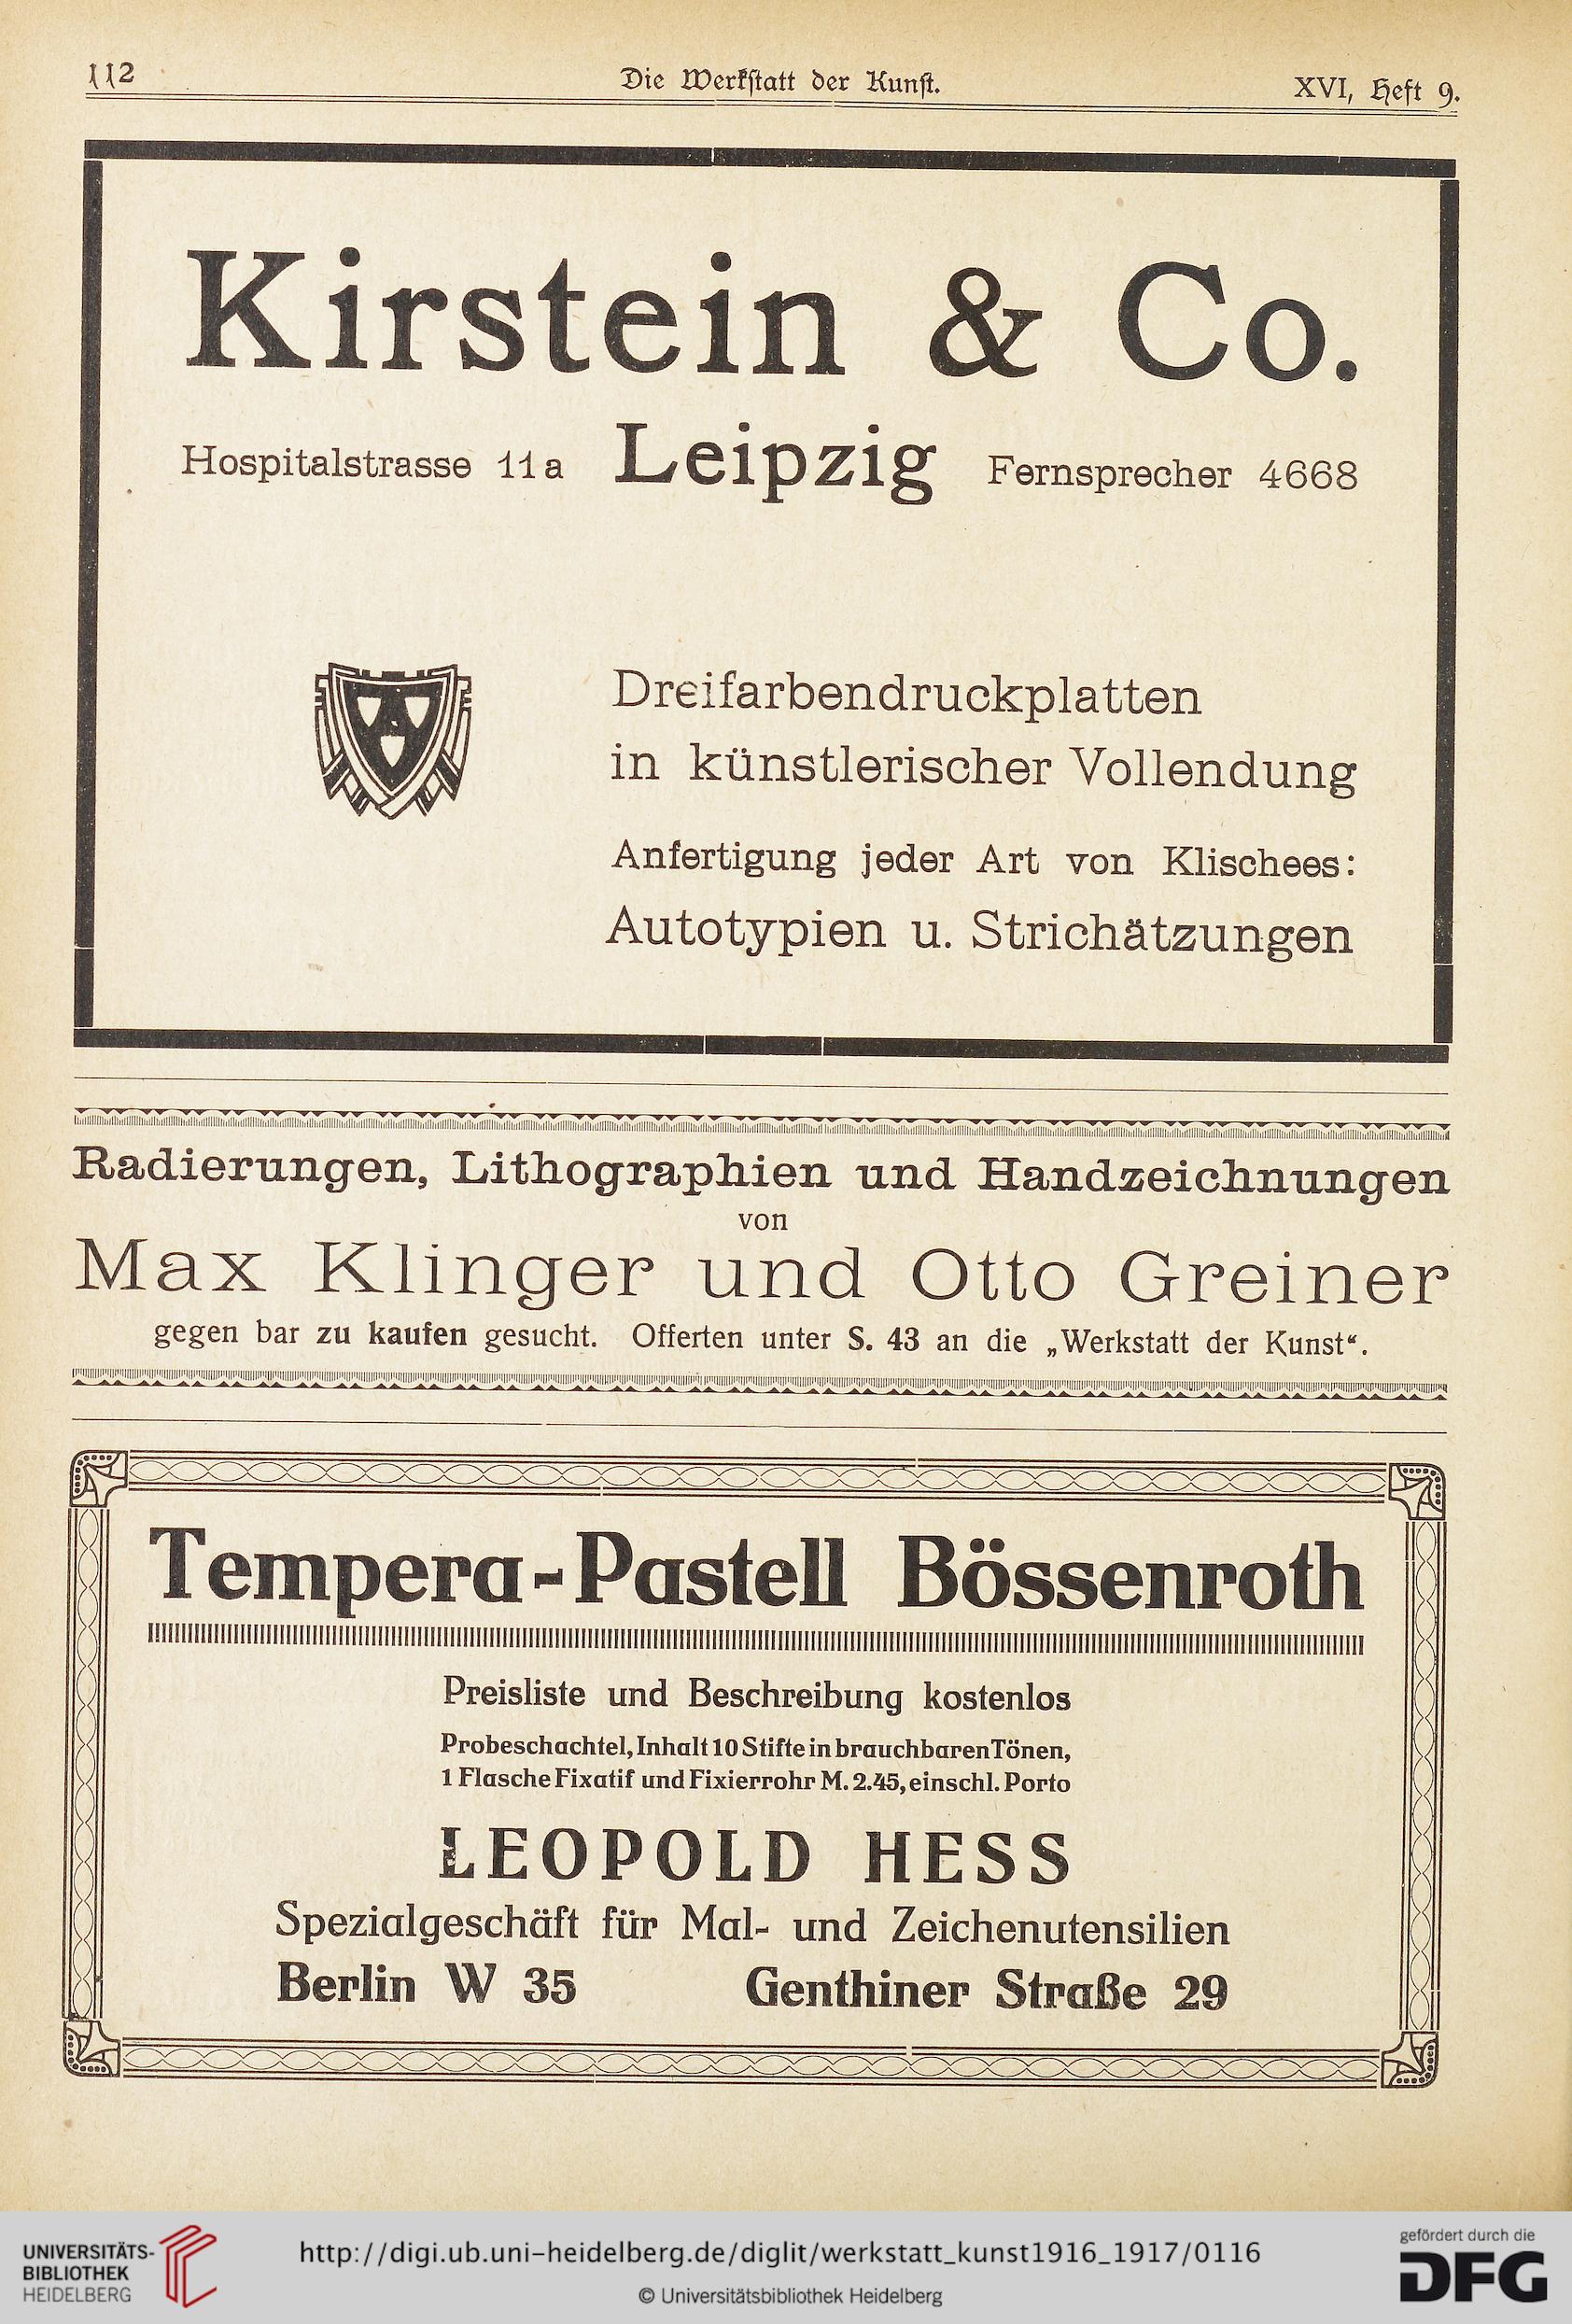 112
Die Werkstatt der Kunst.
XVI, Heft 9.
Kirstein & Co.
Hospitalstrasse 11a Leipzig Fernsprecher 4668
Dreifarbendruckplatten
in künstlerischer Vollendung
Anfertigung jeder Art von Klischees:
Autotypien u. Strichätzungen
Radierungen, Lithographien und Handzeichnungen
von
Max Klinger und Otto Greiner
gegen bar zu kaufen gesucht. Offerten unter S. 43 an die „Werkstatt der Kunst“.
Tempera-Pastell Bössenroth
Preisliste und Beschreibung kostenlos
Probeschachtel, Inhalt 10 Stifte in brauchbaren Tönen,
1 Flasche Fixatif und Fixierrohr M. 2.45, einschl. Porto
LEOPOLD HESS
Spezialgeschäft für Mal- und Zeichenutensilien
Berlin W 35 Genthiner Straße 29
UNIVERSITÄTS-
BIBLIOTHEK
HEIDELBERG
http://digi.ub.uni-heidelberg.de/diglit/werkstatt_kunst1916_1917/0116
© Universitätsbibliothek Heidelberg
gefördert durch die
DFG